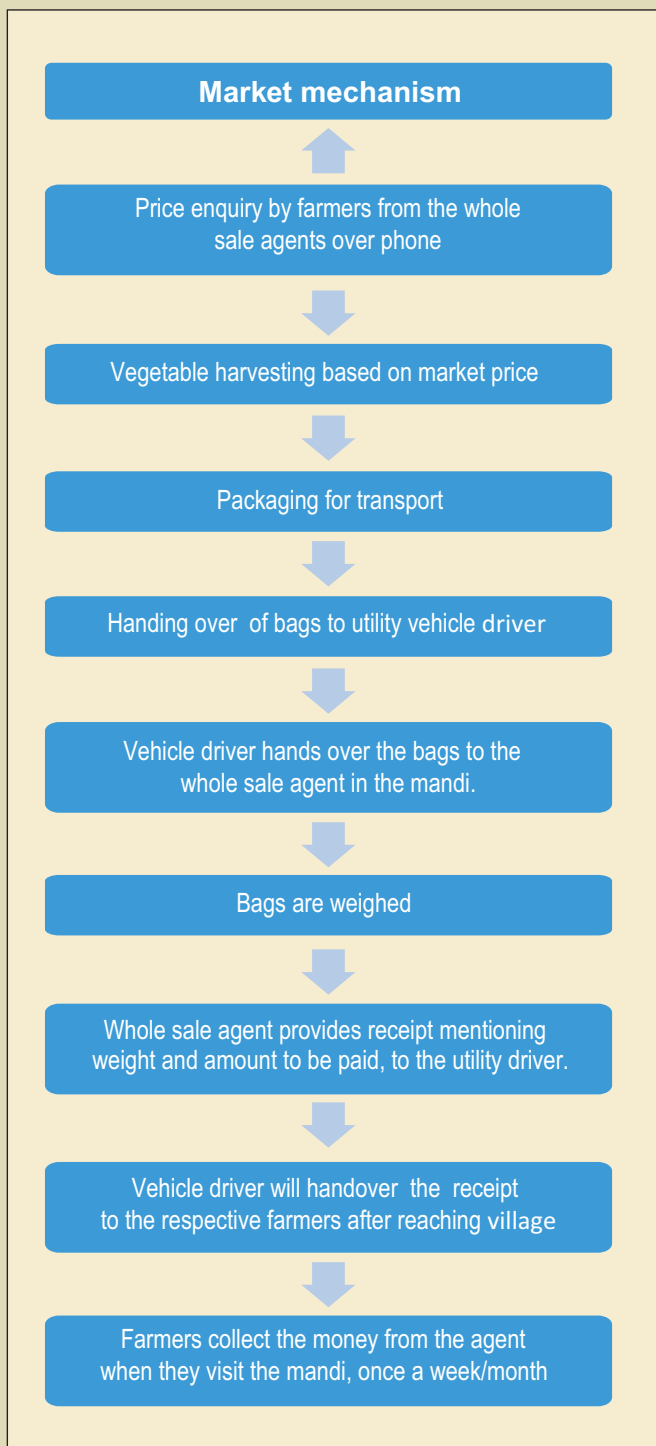 Market mechanism
Price enquiry by farmers from the whole
sale agents over phone
Vegetable harvesting based on market price
Packaging for transport
Handing over of bags to utility vehicle driver
Vehicle driver hands over the bags to the
whole sale agent in the mandi.
Bags are weighed
Whole sale agent provides receipt mentioning
weight and amount to be paid, to the utility driver.
Vehicle driver will handover the receipt
to the respective farmers after reaching village
Farmers collect the money from the agent
when they visit the mandi, once a week/month